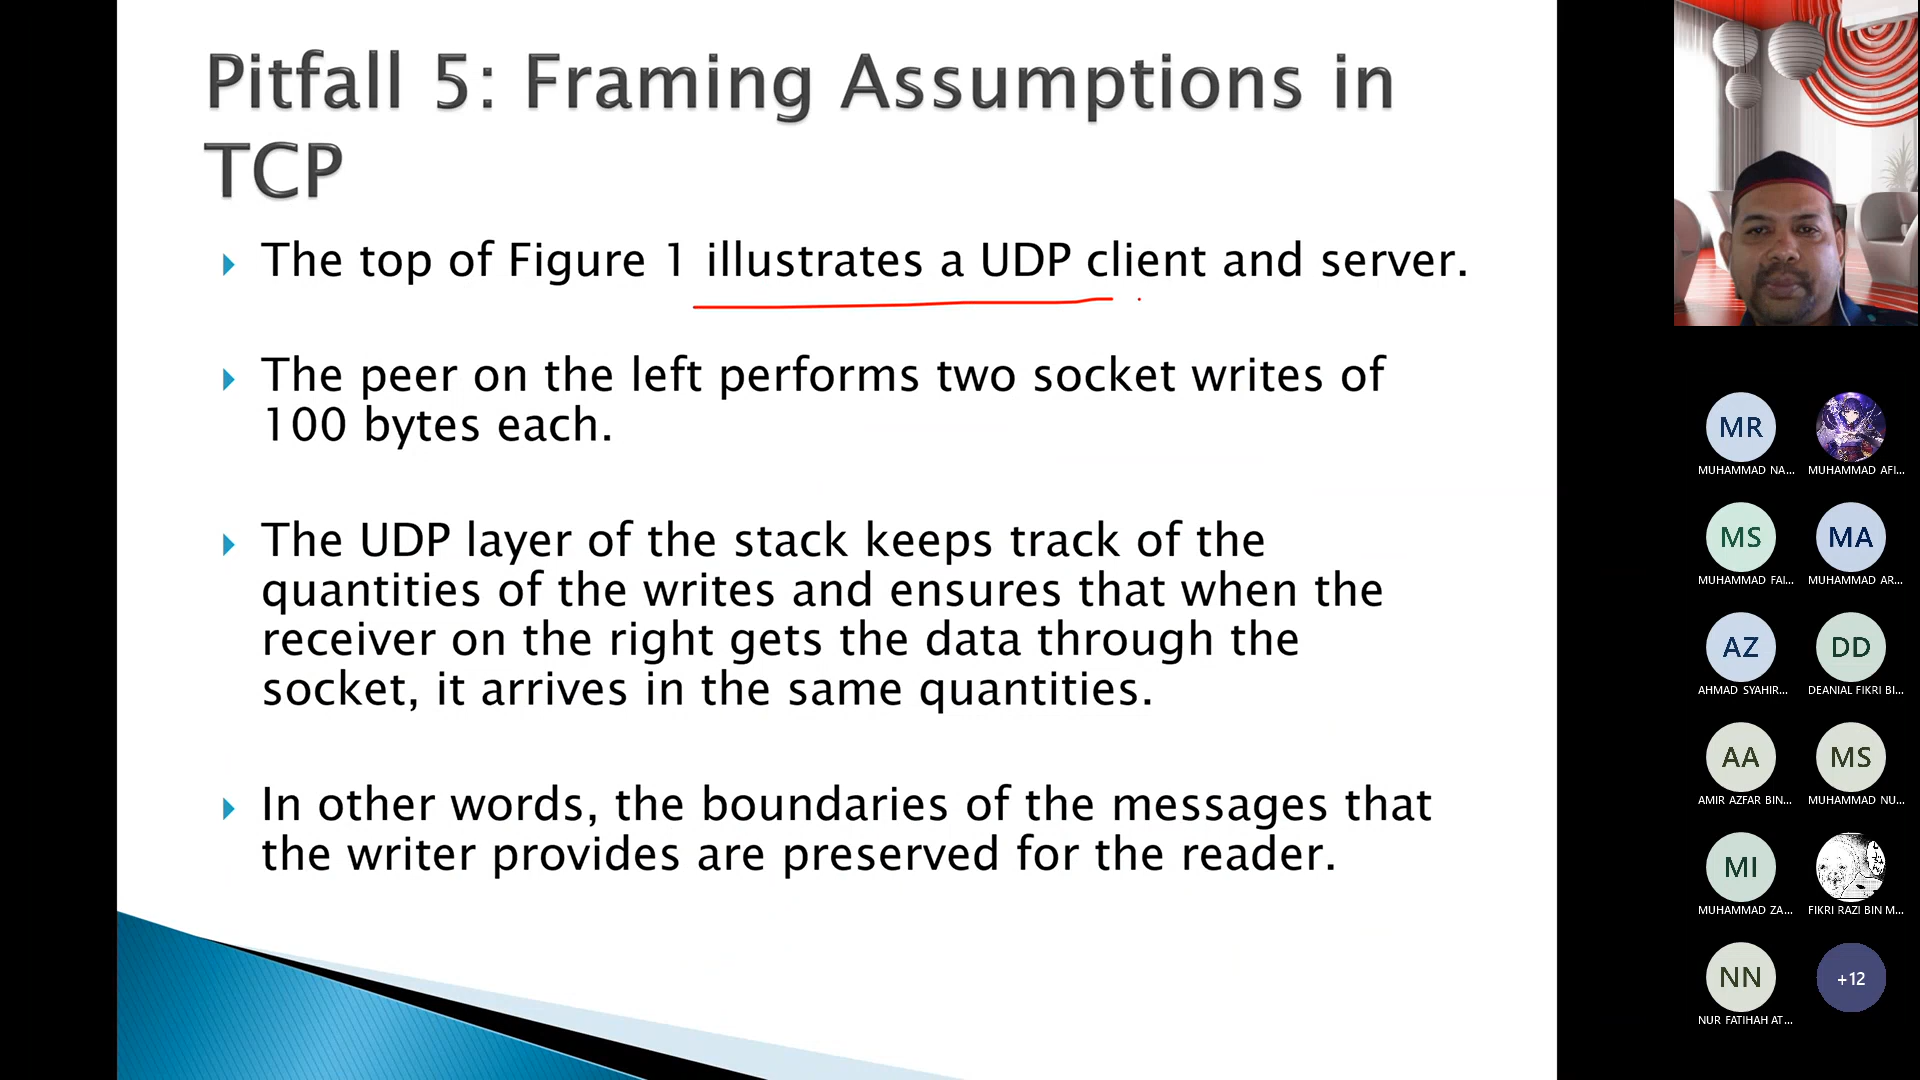 Pitfall 5: Framing Assumptions in
TCP
The top of Figure 1 illustrates a UDP client and server.
The peer on the left performs two socket writes of
100 bytes each.
The UDP layer of the stack keeps track of the
quantities of the writes and ensures that when the
receiver on the right gets the data through the
socket, it arrives in the same quantities.
In other words, the boundaries of the messages that
the writer provides are preserved for the reader.
MR
MUHAMMAD NA...
MUHAMMAD AFI...
MS
MA
MUHAMMAD FAI...
MUHAMMAD AR...
AZ
DD
AHMAD SYAHIR...
DEANIAL FIKRI BI...
AA
MS
AMIR AZFAR BIN...
MUHAMMAD NU...
MI
MUHAMMAD ZA...
FIKRI RAZI BIN M...
NN
+12
NUR FATIHAH AT...